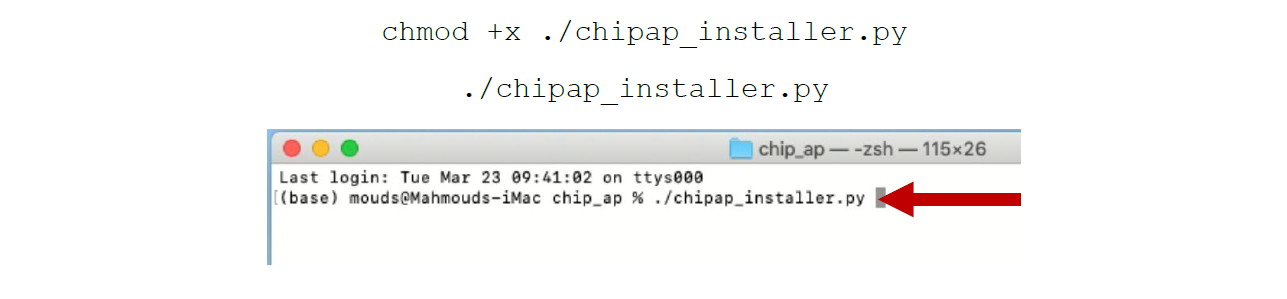 chmod +x ./chipap_installer.py
./chipap_installer.py
chip_ap — -zsh — 115×26
Last login: Tue Mar 23 09:41:02 on ttys000
[(base) mouds@Mahmouds-iMac chip_ap % ./chipap_installer.py